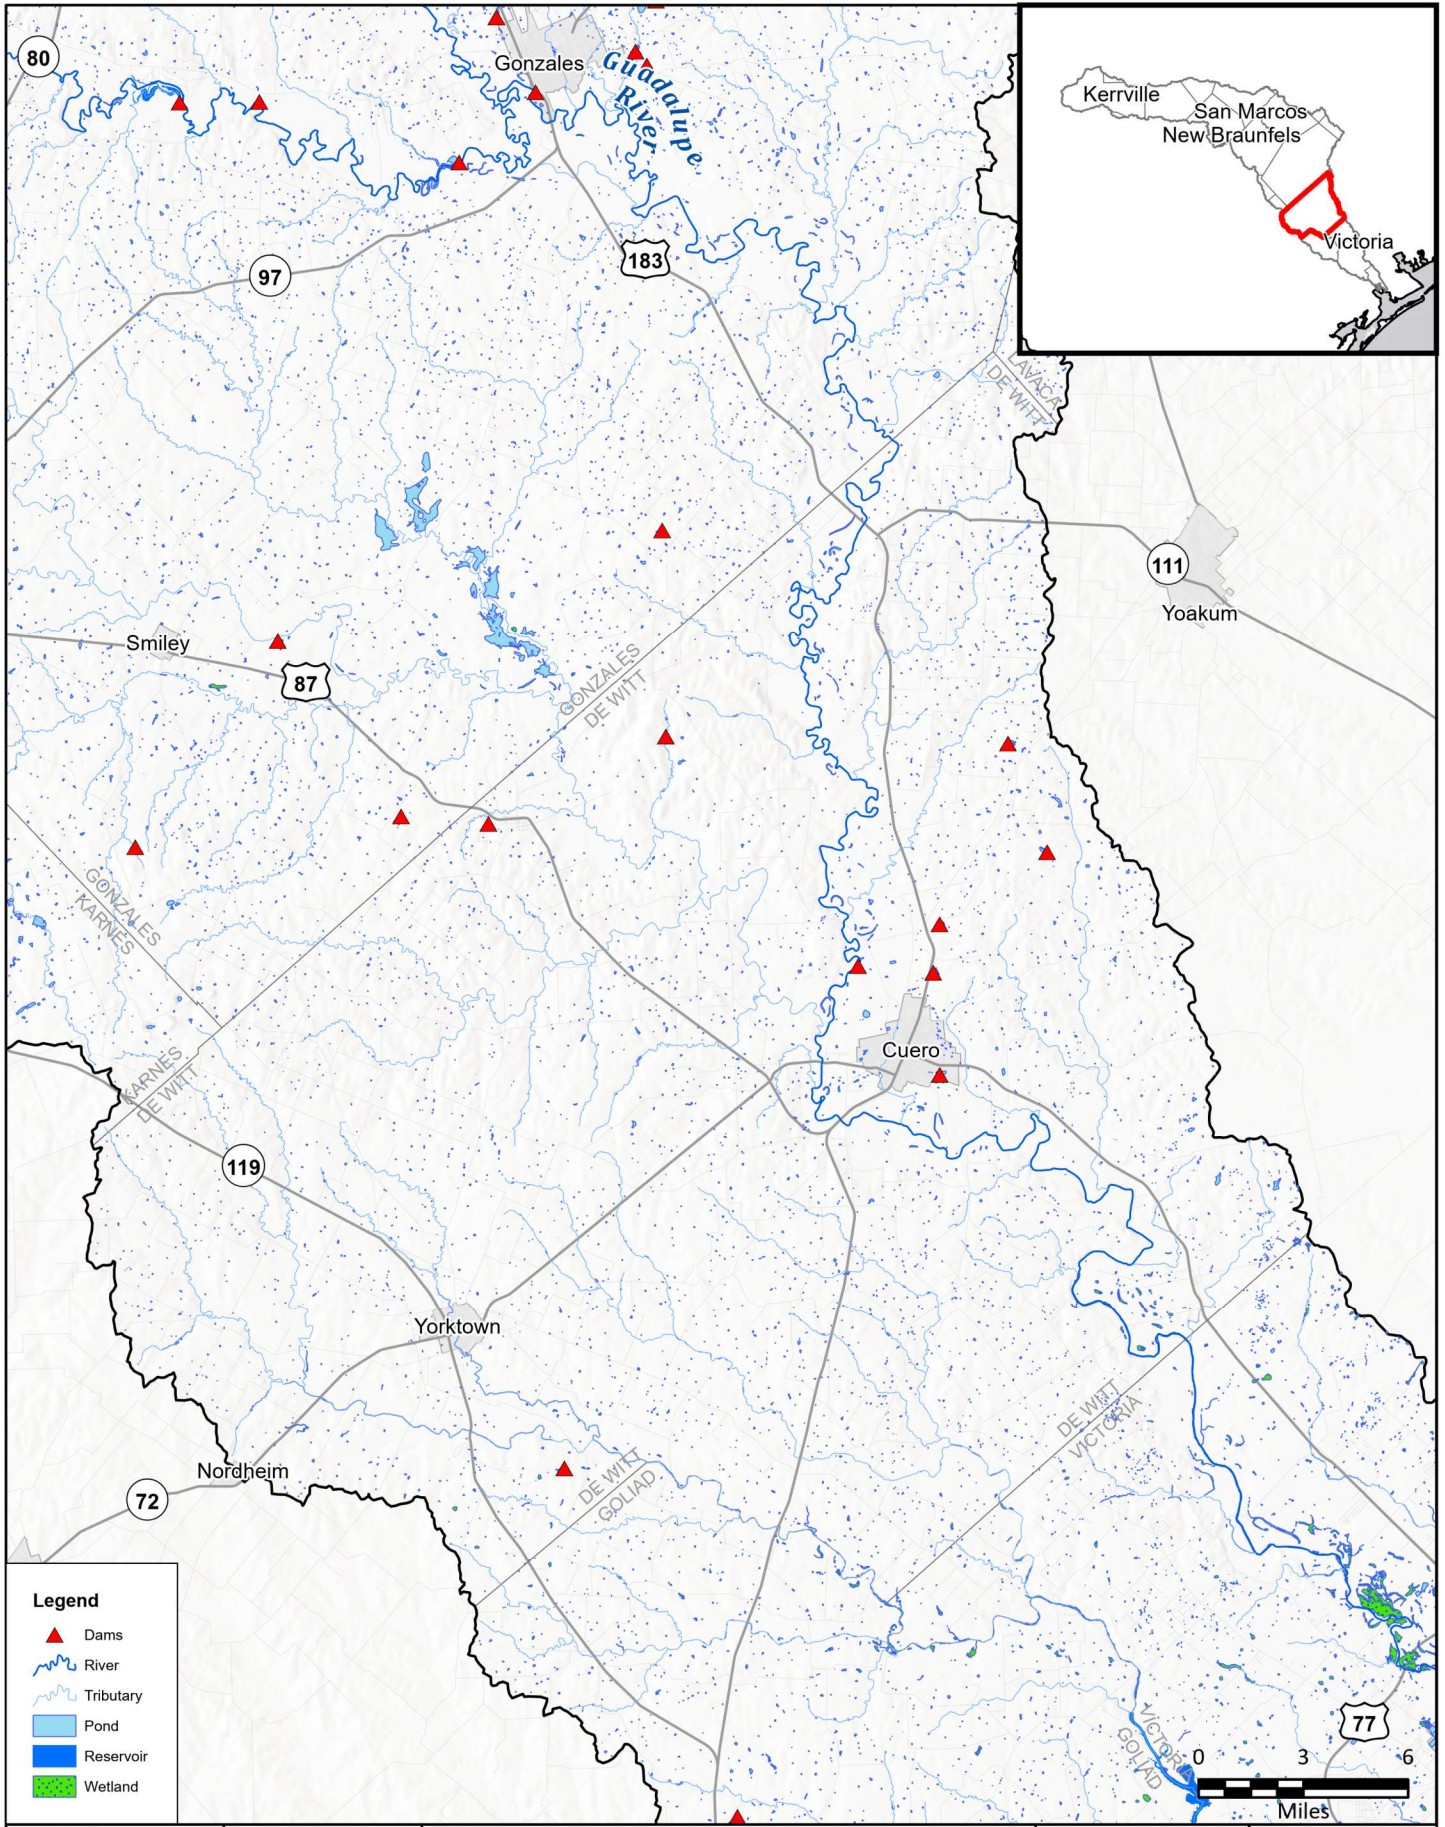 80
Gonzales
Guadalupe
River
97
183
Kerrville
San Marcos
New Braunfels
Victoria
LAVACA
DE WITT
111
Yoakum
Smiley
87
GONZALES
DE WITT
GONZALES
KARNES
Cuero
KARNES
DE WITT
119
Yorktown
DE WITT
VICTORIA
Nordheim
72
DE WITT
GOLIAD
VICTORIA
GOLIAD
77
Legend
Dams
River
Tributary
Pond
Reservoir
Wetland
0 3 6
Miles